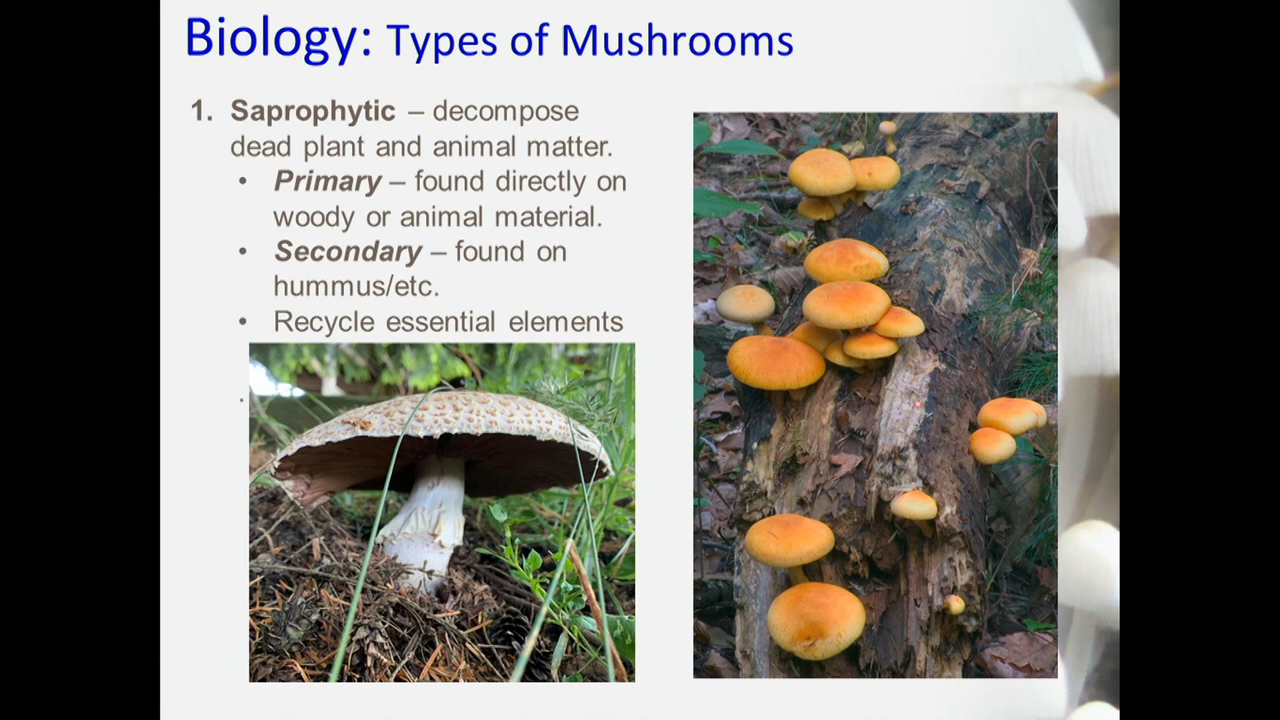 Biology: Types of Mushrooms
1. Saprophytic – decompose
dead plant and animal matter.
• Primary – found directly on
woody or animal material.
• Secondary – found on
hummus/etc.
• Recycle essential elements